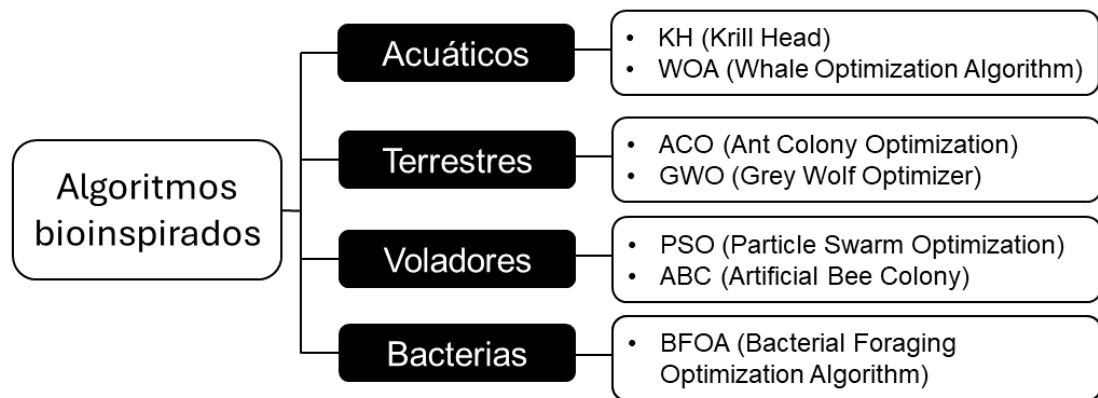 Algoritmos
bioinspirados
Acuáticos
• KH (Krill Head)
• WOA (Whale Optimization Algorithm)
Terrestres
• ACO (Ant Colony Optimization)
• GWO (Grey Wolf Optimizer)
Voladores
• PSO (Particle Swarm Optimization)
• ABC (Artificial Bee Colony)
Bacterias
• BFOA (Bacterial Foraging
Optimization Algorithm)